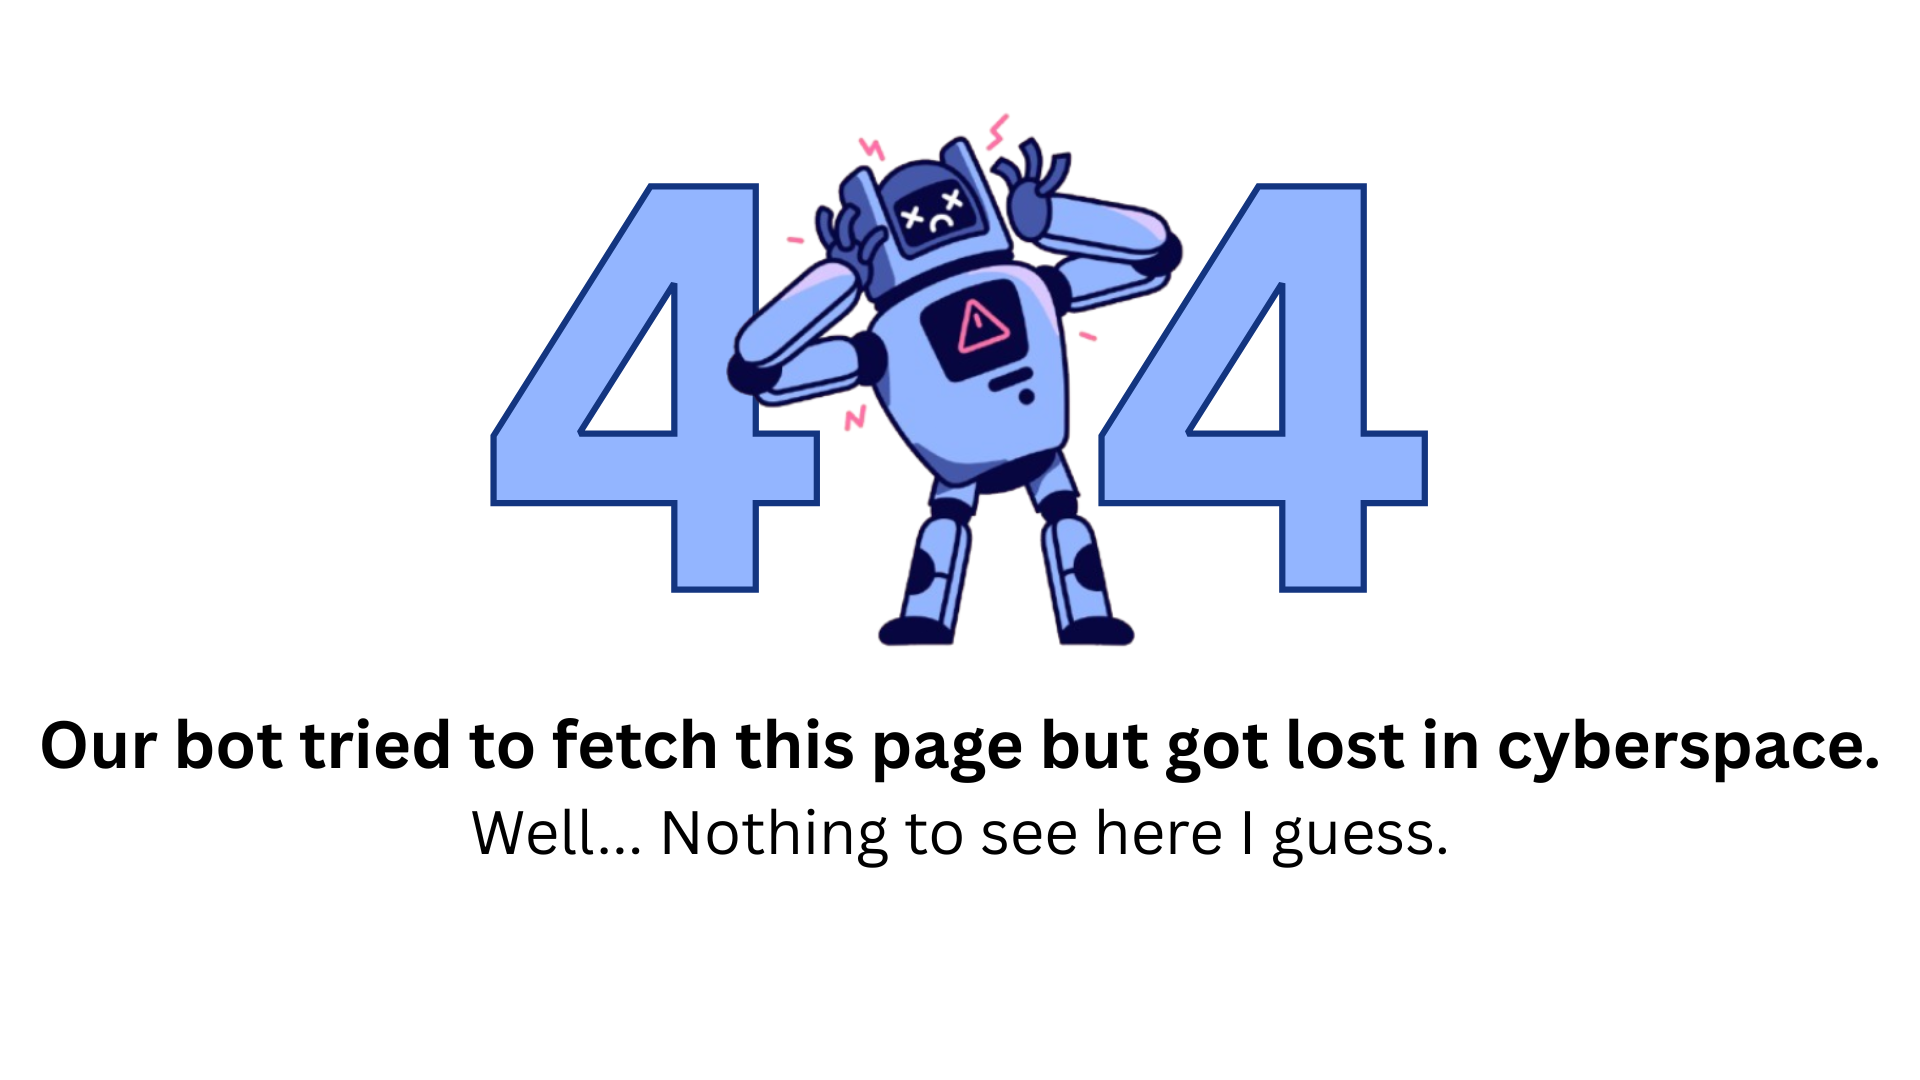 4 4
Our bot tried to fetch this page but got lost in cyberspace.
Well... Nothing to see here I guess.